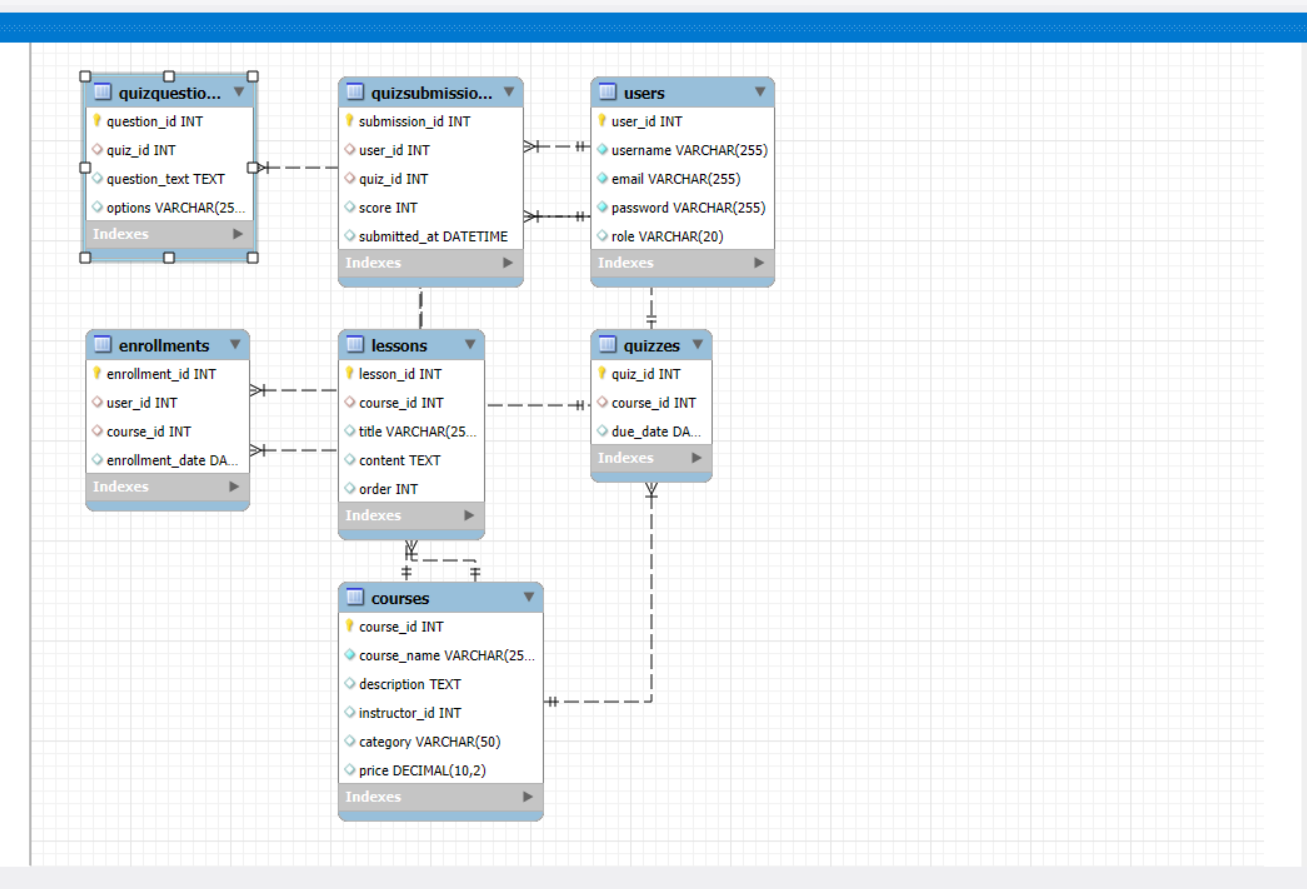 quizquestio...
question_id INT
quiz_id INT
question_text TEXT
options VARCHAR(25...
Indexes
quizsubmissio...
submission_id INT
user_id INT
quiz_id INT
score INT
submitted_at DATETIME
Indexes
users
user_id INT
username VARCHAR(255)
email VARCHAR(255)
password VARCHAR(255)
role VARCHAR(20)
Indexes
enrollments
enrollment_id INT
user_id INT
course_id INT
enrollment_date DA...
Indexes
lessons
lesson_id INT
course_id INT
title VARCHAR(25...
content TEXT
order INT
Indexes
quizzes
quiz_id INT
course_id INT
due_date DA...
Indexes
courses
course_id INT
course_name VARCHAR(25...
description TEXT
instructor_id INT
category VARCHAR(50)
price DECIMAL(10,2)
Indexes